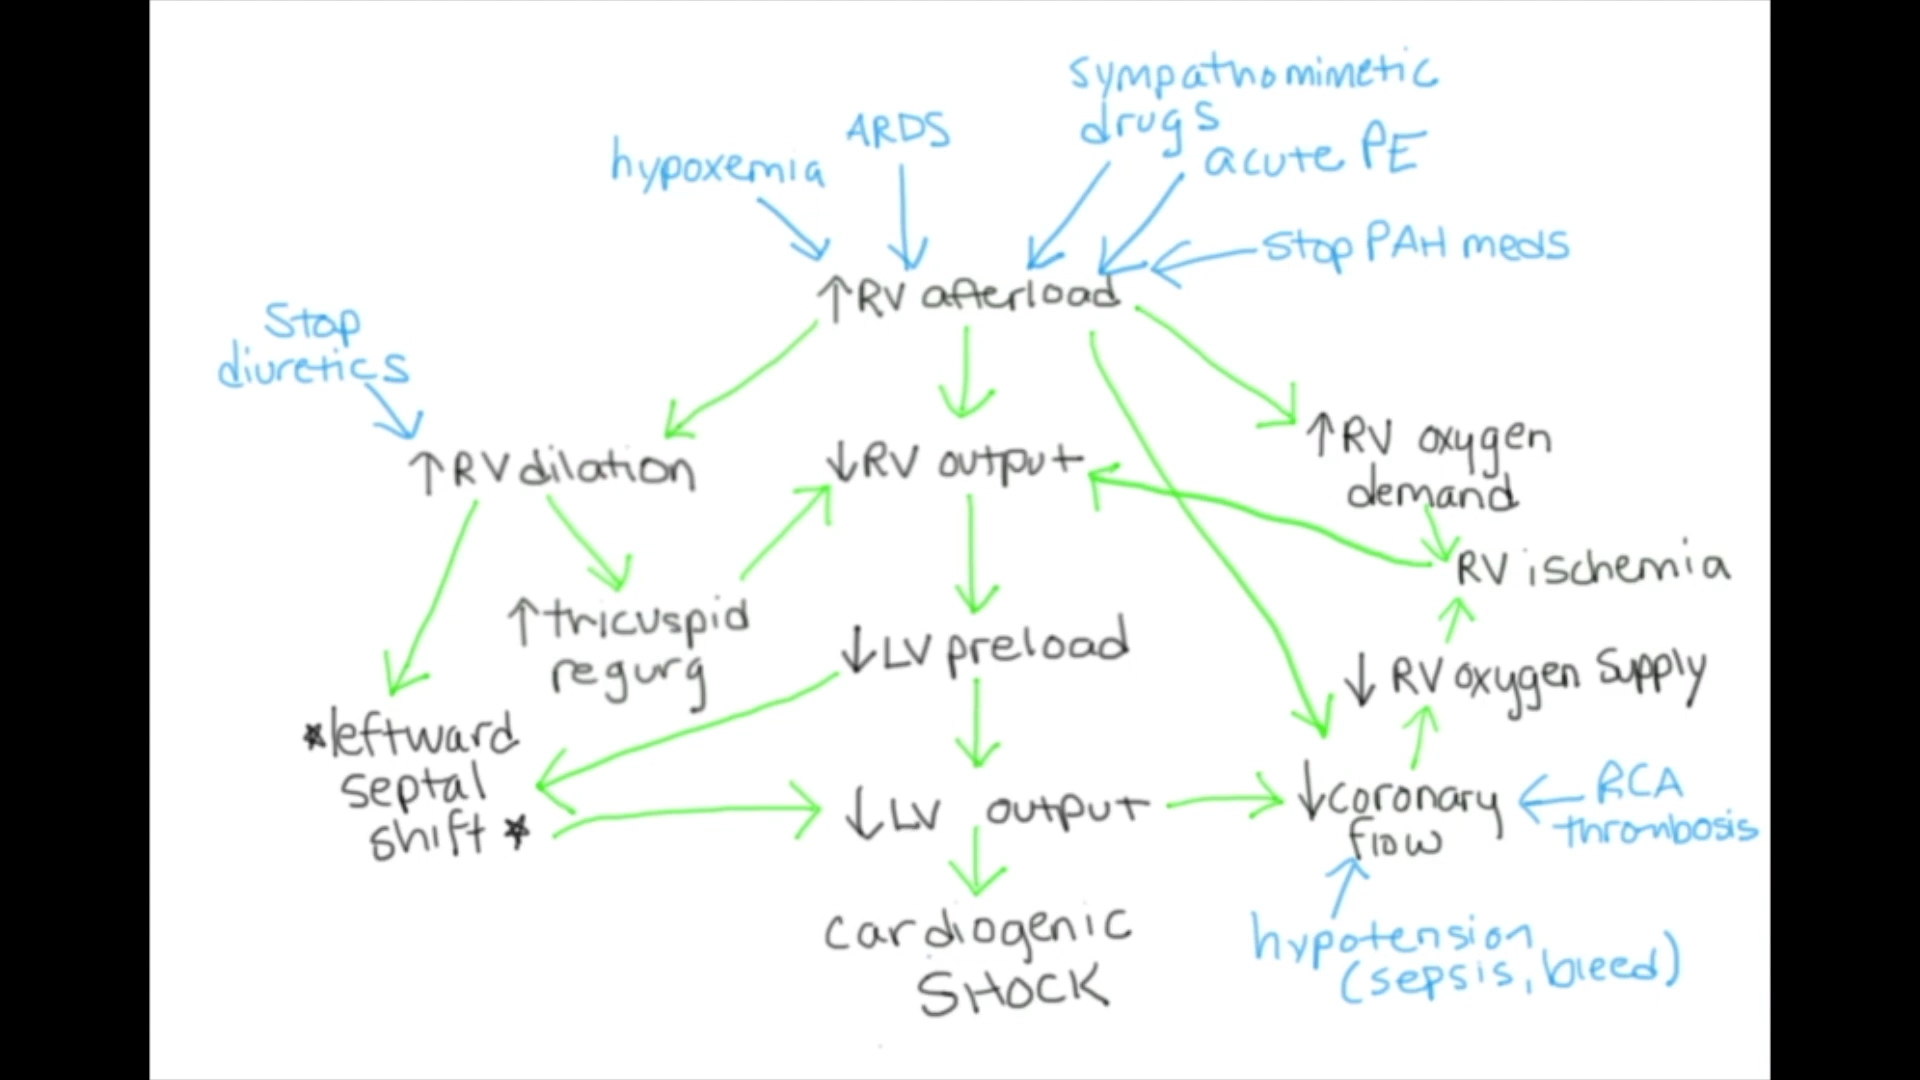 sympathomimetic
drugs
ARDS
acute PE
hypoxemia
Stop PAH meds
↑RV afterload
Stop
diuretics
↑RV dilation
↓RV output
↑RV oxygen
demand
RV ischemia
↑tricuspid
regurg
↓LV preload
↓ RV oxygen supply
*leftward
septal
shift*
↓LV output
↓coronary
flow
RCA
thrombosis
cardiogenic
SHOCK
hypotension
(sepsis, bleed)